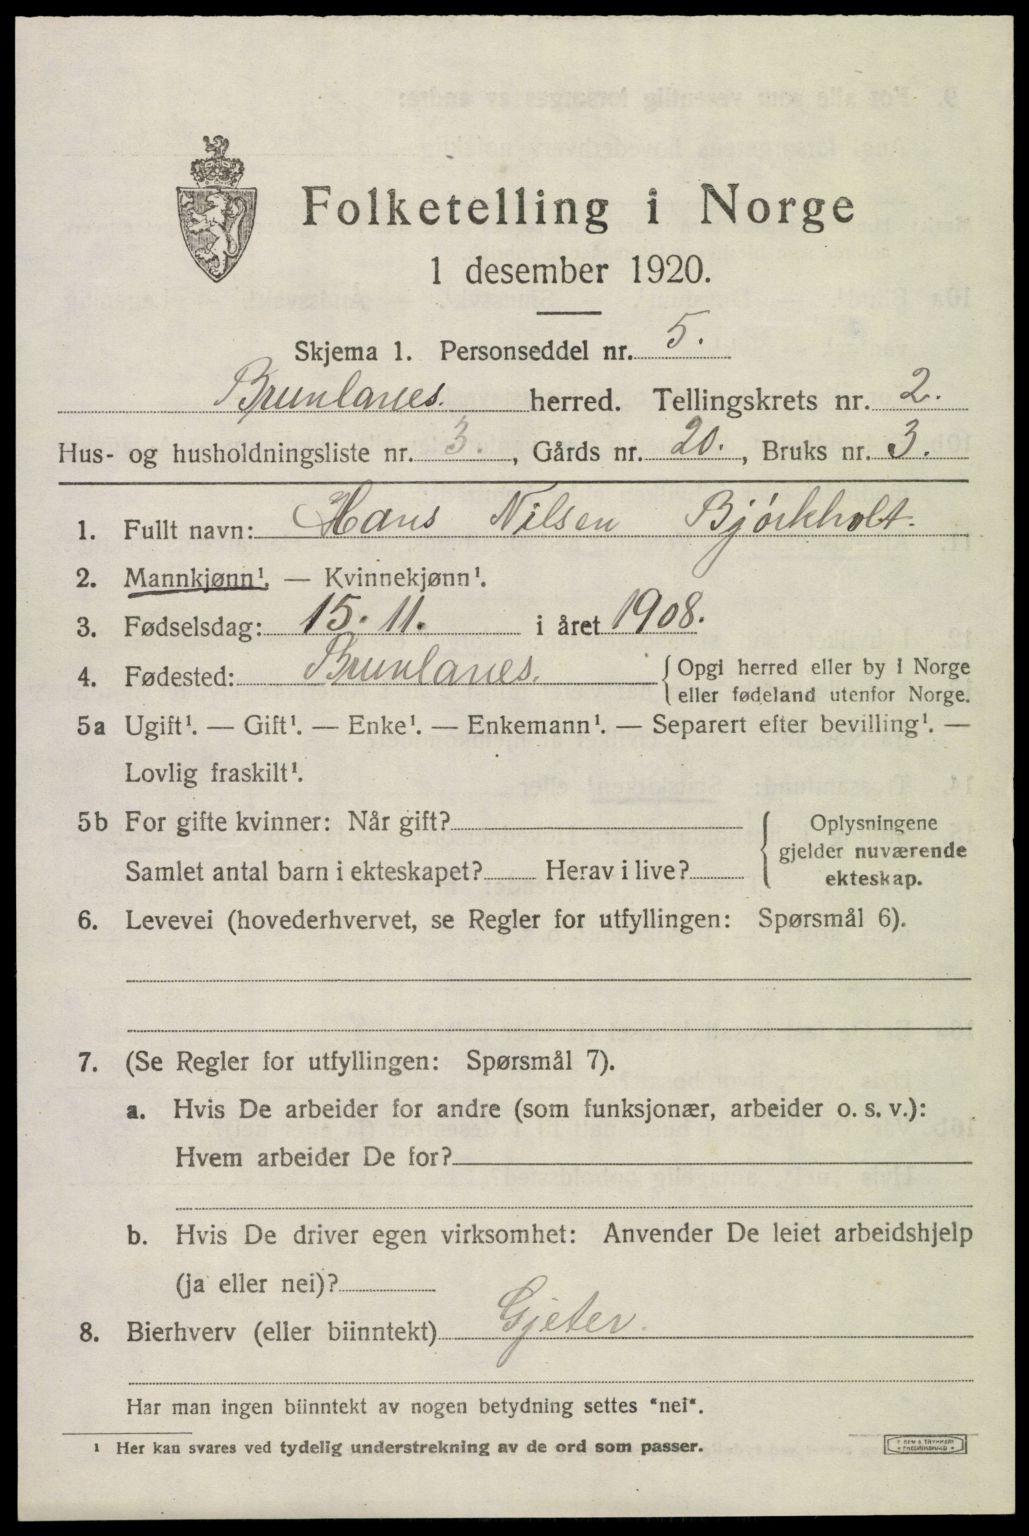 Folketelling i Norge
1 desember 1920.
Skjema 1. Personseddel nr. 5.
Brunlanes. herred. Tellingskrets nr. 2.
Hus- og husholdningsliste nr. 3., Gårds nr. 20., Bruks nr. 3.
1. Fullt navn: Hans Nilsen Bjørkholt.
2. Mannkjønn¹. — Kvinnekjønn¹.
3. Fødselsdag: 15. 11. i året 1908.
4. Fødested: Brunlanes. { Opgi herred eller by i Norge
eller fødeland utenfor Norge.
5a Ugift¹. — Gift¹. — Enke¹. — Enkemann¹. — Separert efter bevilling¹. —
Lovlig fraskilt¹.
5b For gifte kvinner: Når gift? { Oplysningene
gjelder nuværende
Samlet antal barn i ekteskapet? Herav i live? ekteskap.
6. Levevei (hovederhvervet, se Regler for utfyllingen: Spørsmål 6).
7. (Se Regler for utfyllingen: Spørsmål 7).
a. Hvis De arbeider for andre (som funksjonær, arbeider o. s. v.):
Hvem arbeider De for?
b. Hvis De driver egen virksomhet: Anvender De leiet arbeidshjelp
(ja eller nei)?
8. Bierhverv (eller biinntekt) Gjeter.
Har man ingen biinntekt av nogen betydning settes "nei".
¹ Her kan svares ved tydelig understrekning av de ord som passer.